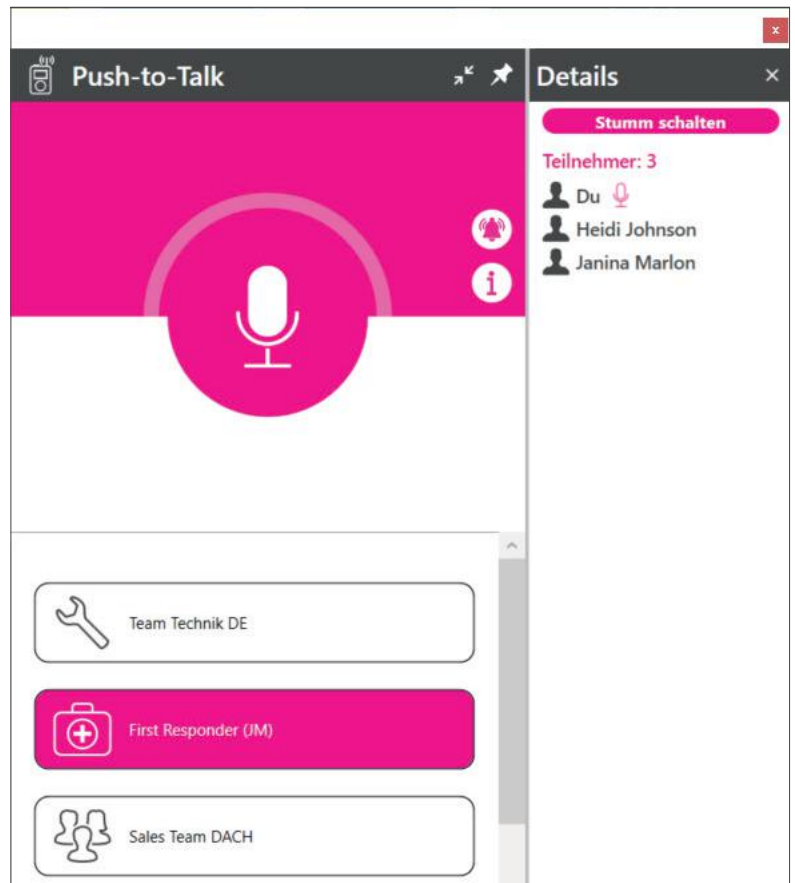 Push-to-Talk
Details
Stumm schalten
Teilnehmer: 3
Du
Heidi Johnson
Janina Marlon
Team Technik DE
First Responder (JM)
Sales Team DACH